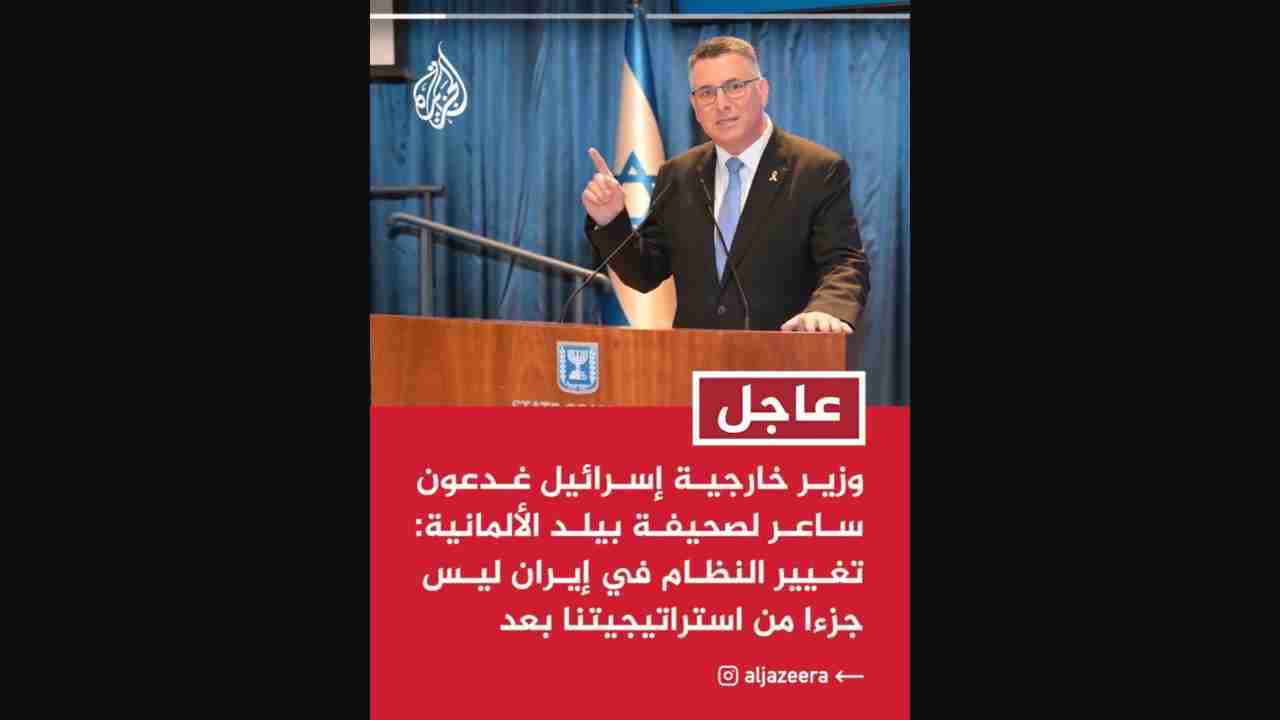 الجزيرة
عاجل
وزير خارجية إسرائيل غدعون
ساعر لصحيفة بيلد الألمانية:
تغيير النظام في إيران ليس
جزءا من استراتيجيتنا بعد
aljazeera